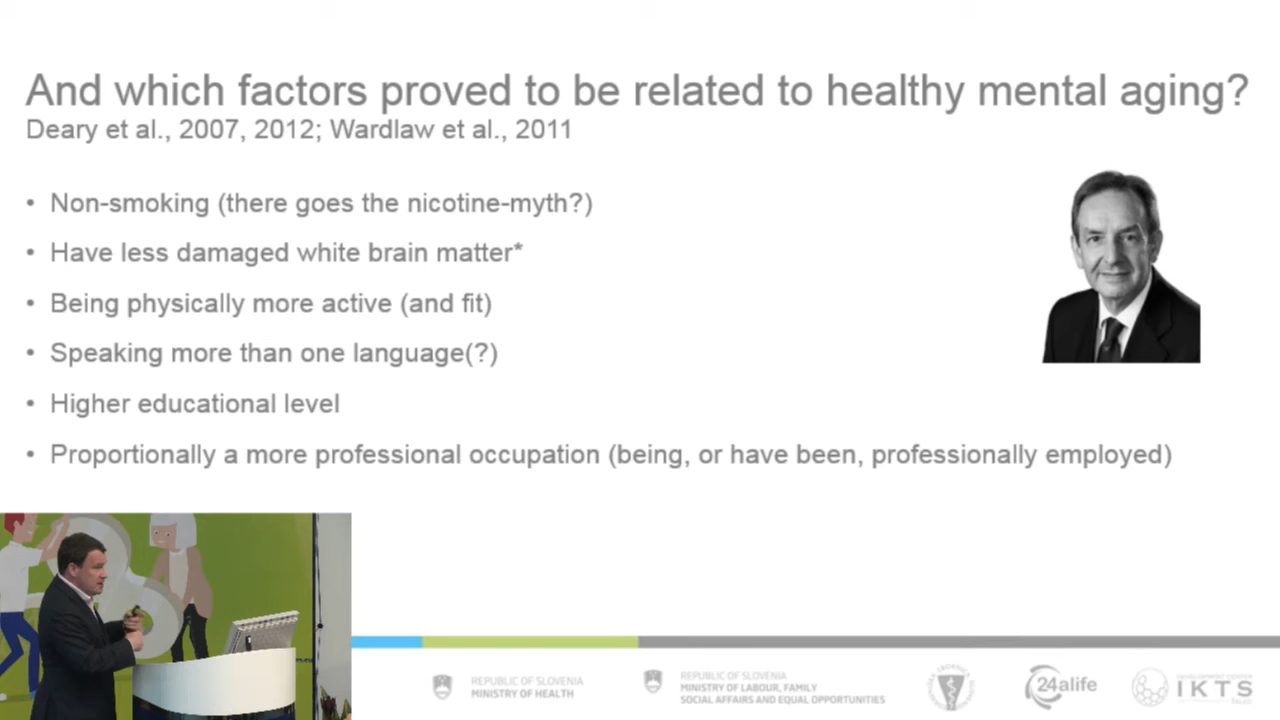 And which factors proved to be related to healthy mental aging?
Deary et al., 2007, 2012; Wardlaw et al., 2011
• Non-smoking (there goes the nicotine-myth?)
• Have less damaged white brain matter*
• Being physically more active (and fit)
• Speaking more than one language(?)
• Higher educational level
• Proportionally a more professional occupation (being, or have been, professionally employed)
REPUBLIC OF SLOVENIA
MINISTRY OF HEALTH
REPUBLIC OF SLOVENIA
MINISTRY OF LABOUR, FAMILY
SOCIAL AFFAIRS AND EQUAL OPPORTUNITIES
24alife
DEVELOPMENT CENTER
IKTS